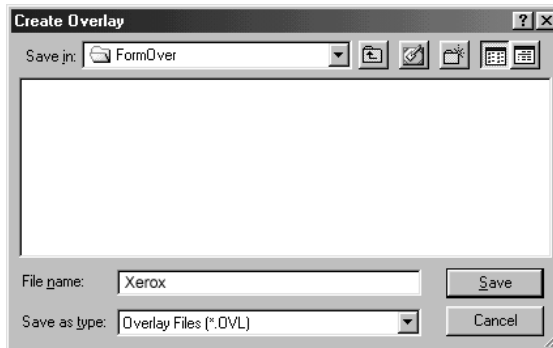 Create Overlay
Save in: FormOver
File name: Xerox
Save
Save as type: Overlay Files (*.OVL)
Cancel